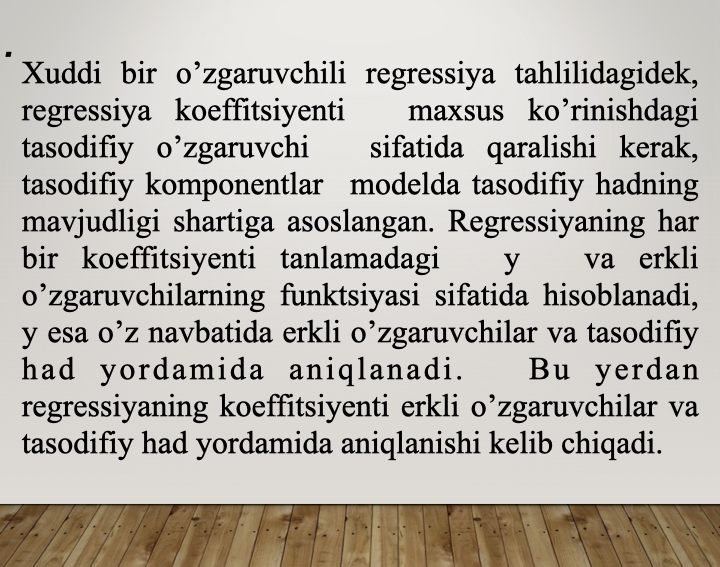 Xuddi bir o’zgaruvchili regressiya tahlilidagidek,
regressiya koeffitsiyenti maxsus ko’rinishdagi
tasodifiy o’zgaruvchi sifatida qaralishi kerak,
tasodifiy komponentlar modelda tasodifiy hadning
mavjudligi shartiga asoslangan. Regressiyaning har
bir koeffitsiyenti tanlamadagi y va erkli
o’zgaruvchilarning funktsiyasi sifatida hisoblanadi,
y esa o’z navbatida erkli o’zgaruvchilar va tasodifiy
had yordamida aniqlanadi. Bu yerdan
regressiyaning koeffitsiyenti erkli o’zgaruvchilar va
tasodifiy had yordamida aniqlanishi kelib chiqadi.